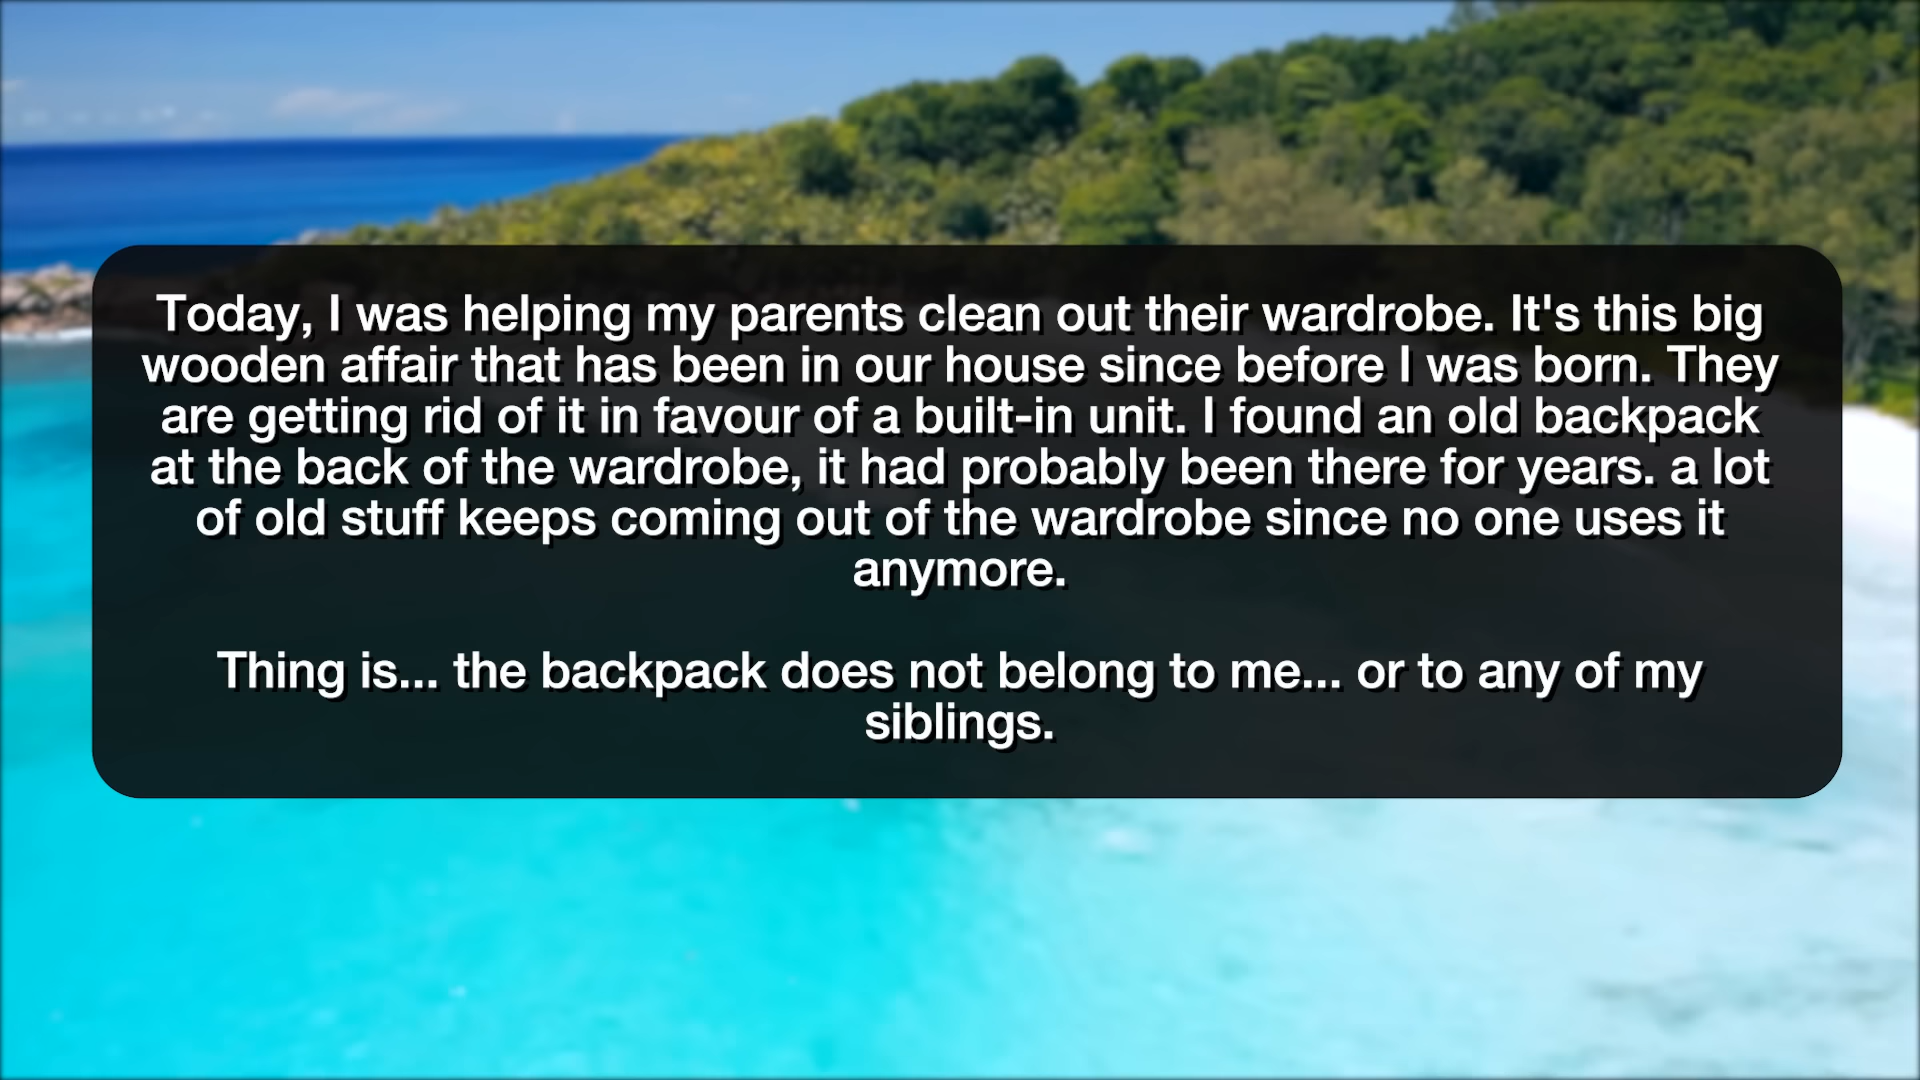 Today, I was helping my parents clean out their wardrobe. It's this big
wooden affair that has been in our house since before I was born. They
are getting rid of it in favour of a built-in unit. I found an old backpack
at the back of the wardrobe, it had probably been there for years. a lot
of old stuff keeps coming out of the wardrobe since no one uses it
anymore.
Thing is... the backpack does not belong to me... or to any of my
siblings.